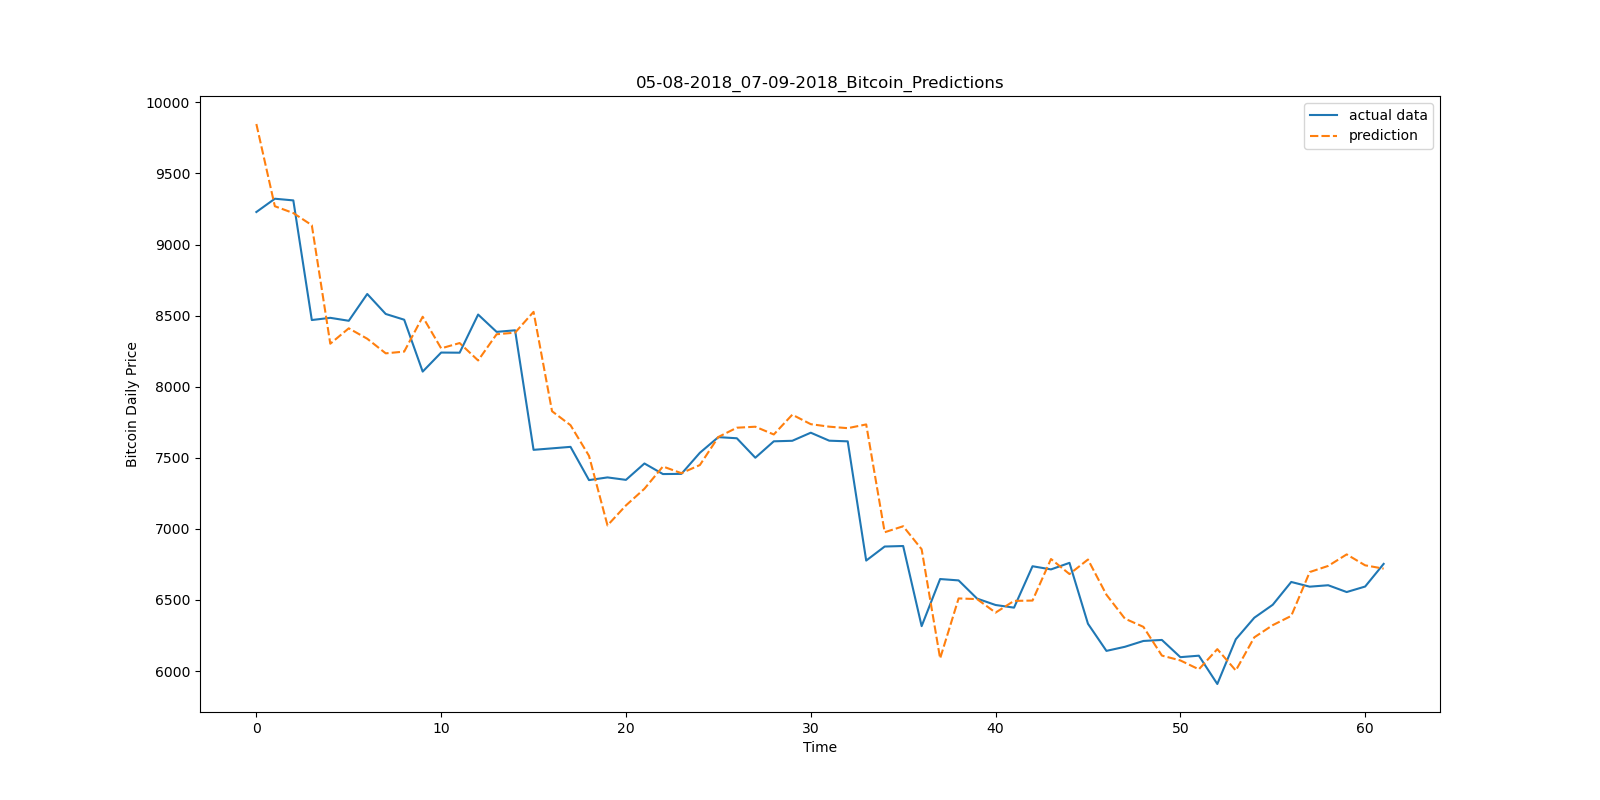 05-08-2018_07-09-2018_Bitcoin_Predictions
actual data
prediction
10000
9500
9000
8500
8000
7500
7000
6500
6000
Bitcoin Daily Price
0 10 20 30 40 50 60
Time